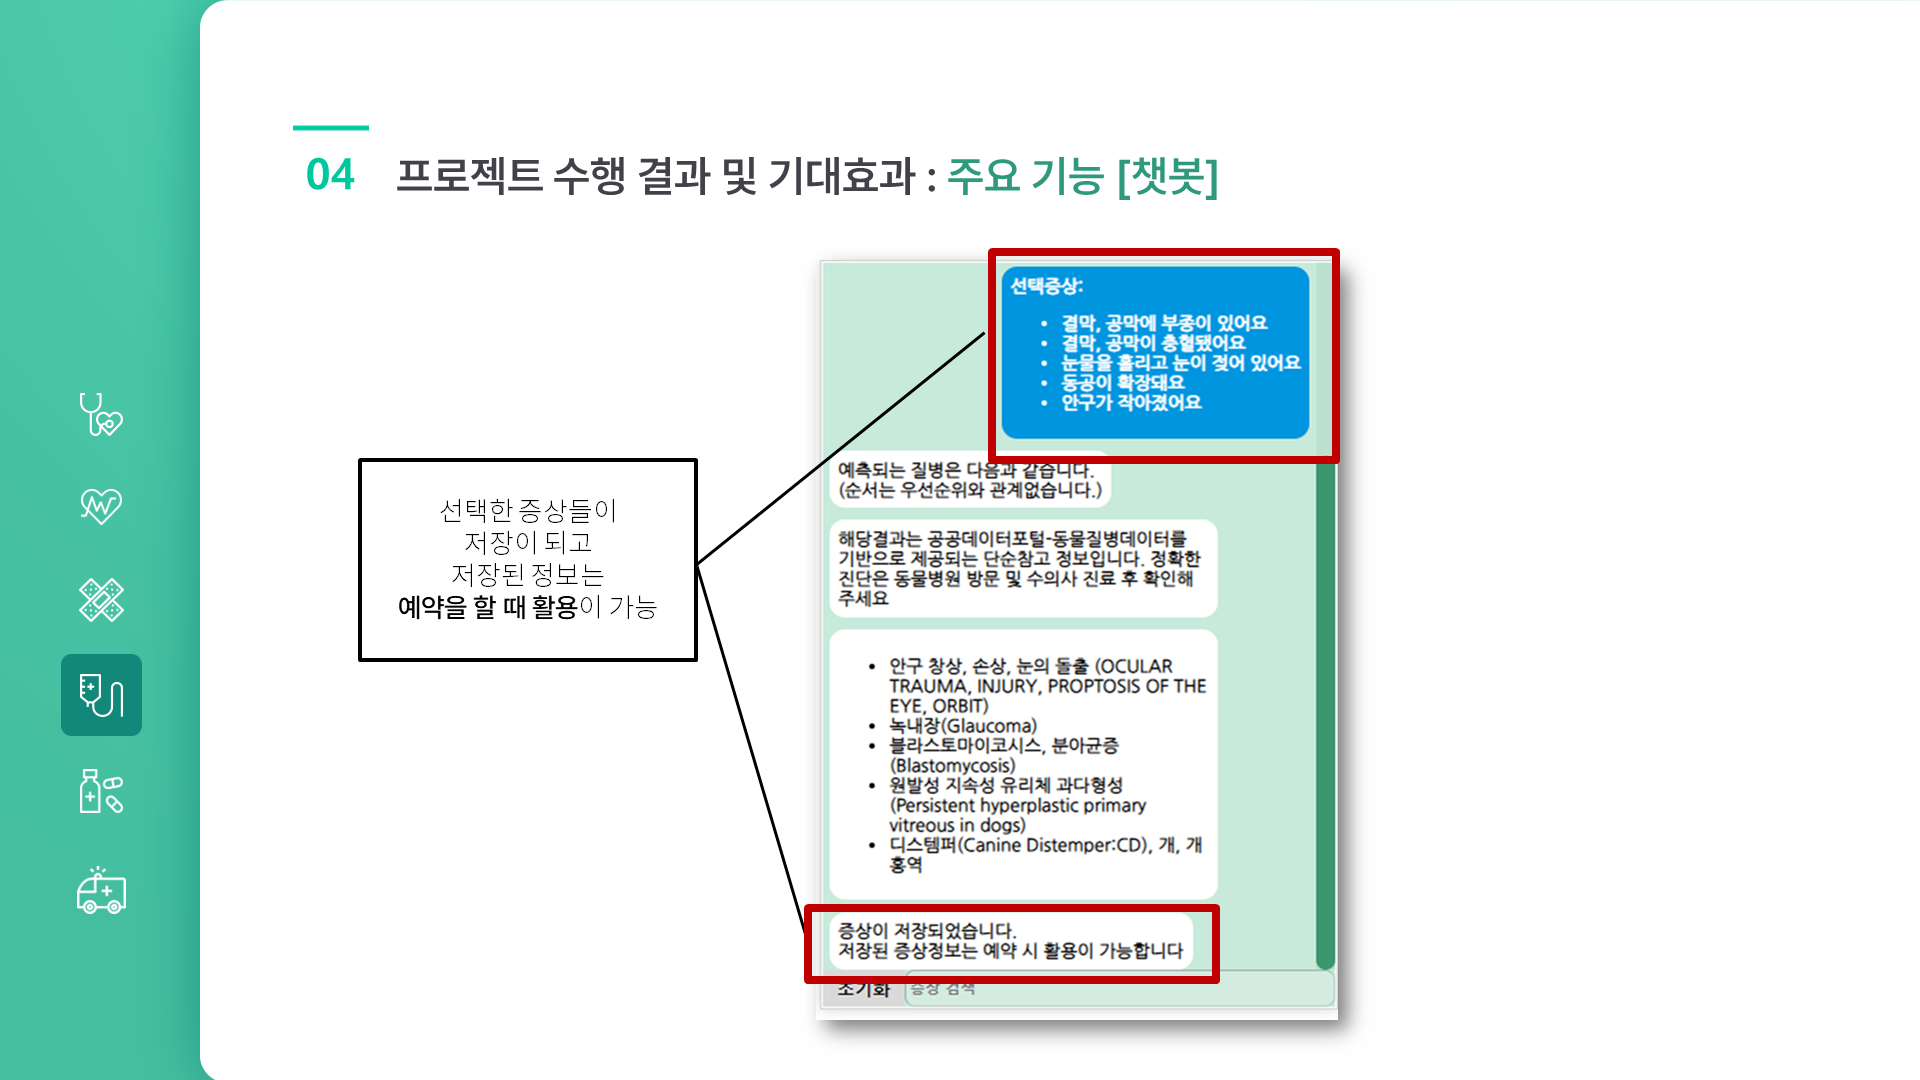 04 프로젝트 수행 결과 및 기대효과 : 주요 기능 [챗봇]
선택한 증상들이
저장이 되고
저장된 정보는
예약을 할 때 활용이 가능
선택증상:
• 결막, 공막에 부종이 있어요
• 결막, 공막이 충혈됐어요
• 눈물을 흘리고 눈이 젖어 있어요
• 동공이 확장돼요
• 안구가 작아졌어요
예측되는 질병은 다음과 같습니다.
(순서는 우선순위와 관계없습니다.)
해당결과는 공공데이터포털-동물질병데이터를
기반으로 제공되는 단순참고 정보입니다. 정확한
진단은 동물병원 방문 및 수의사 진료 후 확인해
주세요
• 안구 창상, 손상, 눈의 돌출 (OCULAR
TRAUMA, INJURY, PROPTOSIS OF THE
EYE, ORBIT)
• 녹내장(Glaucoma)
• 블라스토마이코시스, 분아균증
(Blastomycosis)
• 원발성 지속성 유리체 과다형성
(Persistent hyperplastic primary
vitreous in dogs)
• 디스템퍼(Canine Distemper:CD), 개, 개
홍역
증상이 저장되었습니다.
저장된 증상정보는 예약 시 활용이 가능합니다
초기화 증상 검색